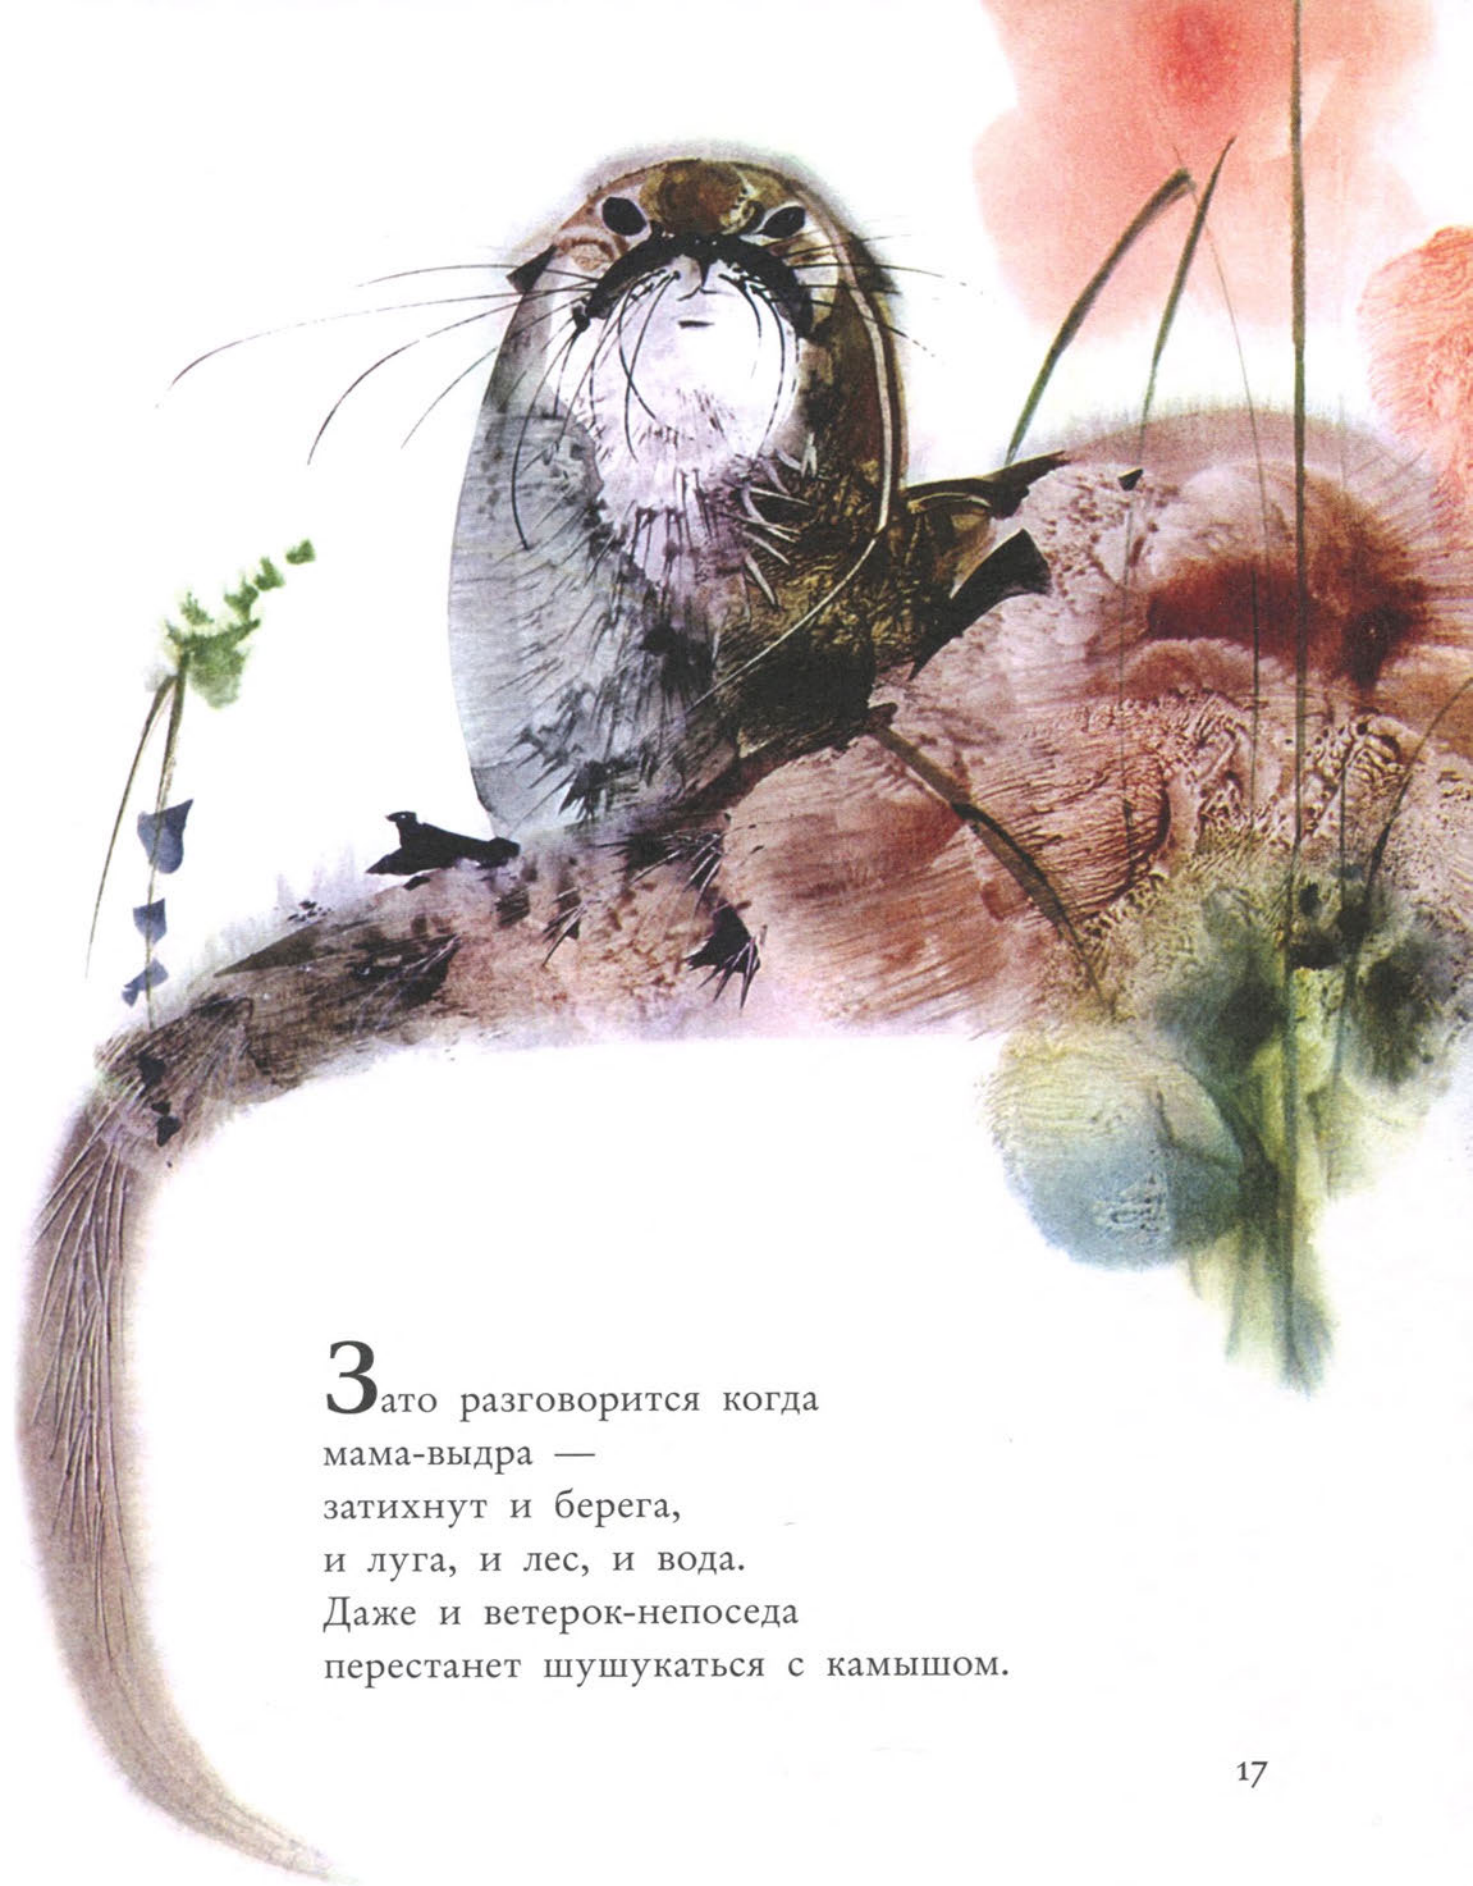 Зато разговорится когда
мама-выдра —
затихнут и берега,
и луга, и лес, и вода.
Даже и ветерок-непоседа
перестанет шушукаться с камышом.
17